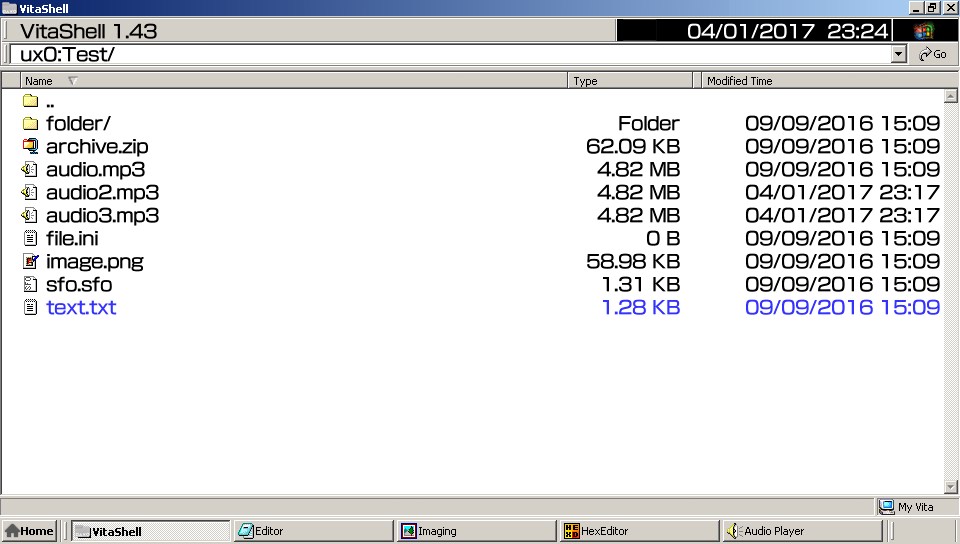 VitaShell
VitaShell 1.43 04/01/2017 23:24
ux0:Test/ Go
Name Type Modified Time
..
folder/ Folder 09/09/2016 15:09
archive.zip 62.09 KB 09/09/2016 15:09
audio.mp3 4.82 MB 09/09/2016 15:09
audio2.mp3 4.82 MB 04/01/2017 23:17
audio3.mp3 4.82 MB 04/01/2017 23:17
file.ini 0 B 09/09/2016 15:09
image.png 58.98 KB 09/09/2016 15:09
sfo.sfo 1.31 KB 09/09/2016 15:09
text.txt 1.28 KB 09/09/2016 15:09
My Vita
Home VitaShell Editor Imaging HexEditor Audio Player